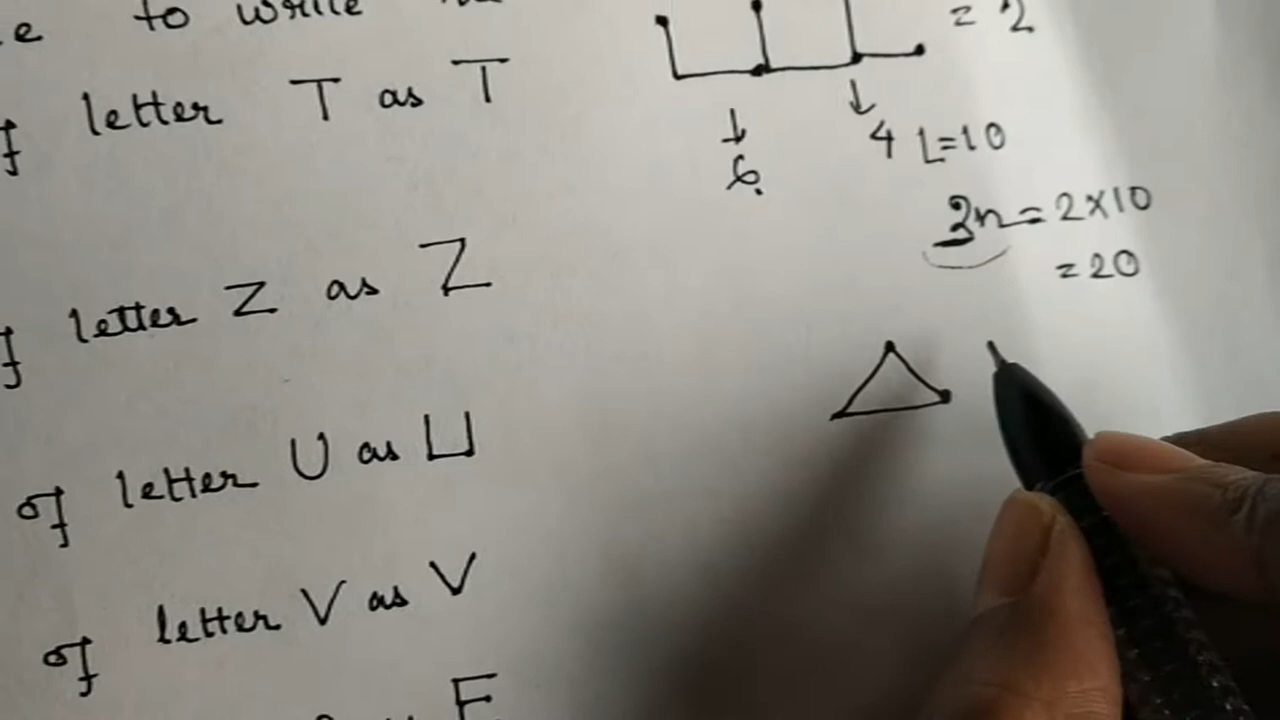 e to write
f letter T as T
f letter Z as Z
of letter U as U
of letter V as V
E
= 2
6. 4 L=10
3n = 2×10
= 20